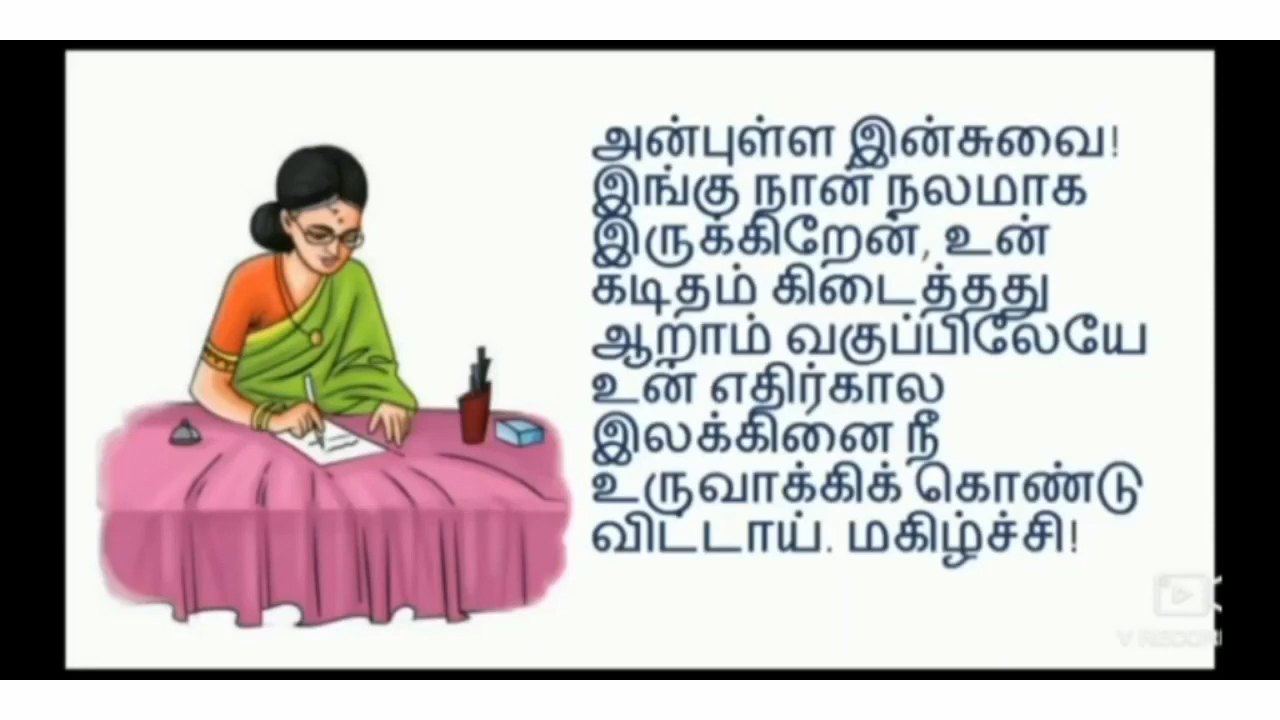 அன்புள்ள இன்சுவை!
இங்கு நான் நலமாக
இருக்கிறேன், உன்
கடிதம் கிடைத்தது
ஆறாம் வகுப்பிலேயே
உன் எதிர்கால
இலக்கினை நீ
உருவாக்கிக் கொண்டு
விட்டாய். மகிழ்ச்சி!